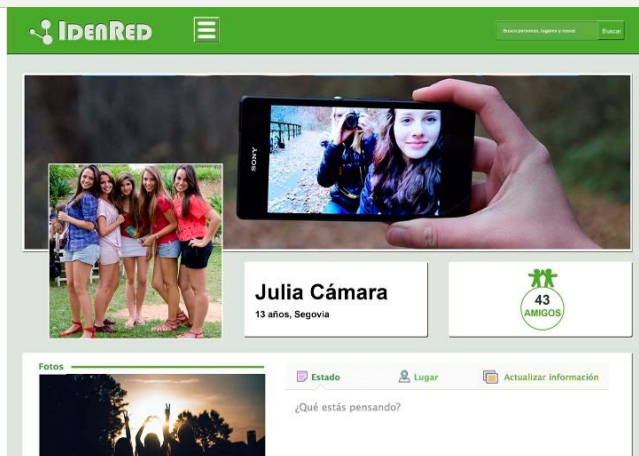 IDENRED
Busca personas, lugares y cosas
Buscar
SONY
Julia Cámara
13 años, Segovia
43
AMIGOS
Fotos
Estado
Lugar
Actualizar información
¿Qué estás pensando?